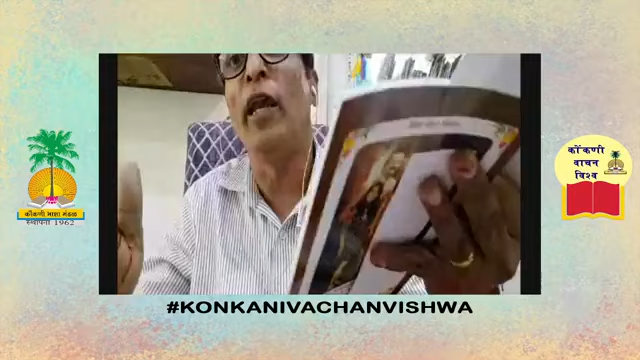 कोंकणी भाशा मंडळ
स्थापना 1962
कोंकणी
वाचन
विश्व
#KONKANIVACHANVISHWA